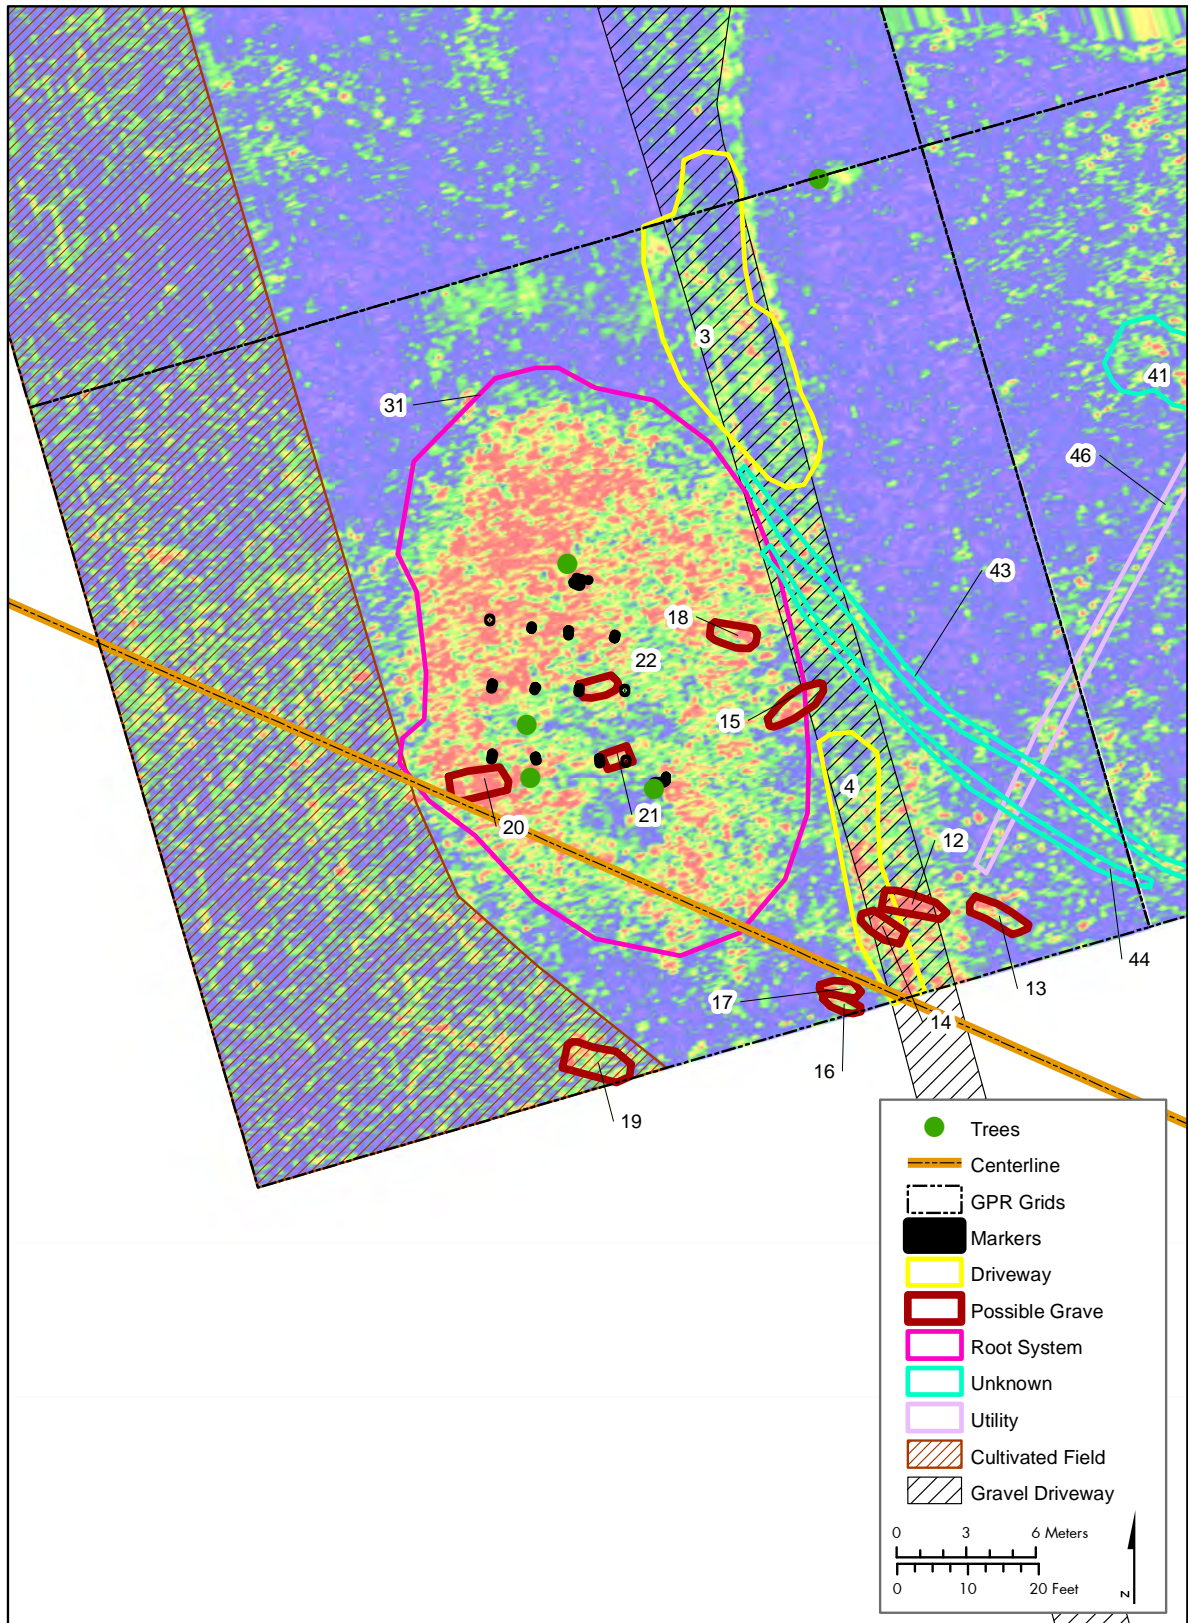 3
31
41
46
43
18
22
15
4
21
20
12
44
13
17
14
16
19
Trees
Centerline
GPR Grids
Markers
Driveway
Possible Grave
Root System
Unknown
Utility
Cultivated Field
Gravel Driveway
0 3 6 Meters
0 10 20 Feet
N